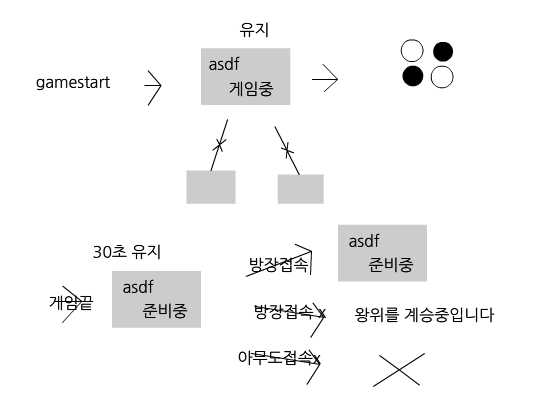 유지
asdf
게임중
gamestart
30초 유지
asdf
준비중
게임끝
방장접속
asdf
준비중
방장접속 x
왕위를 계승중입니다
아무도접속x